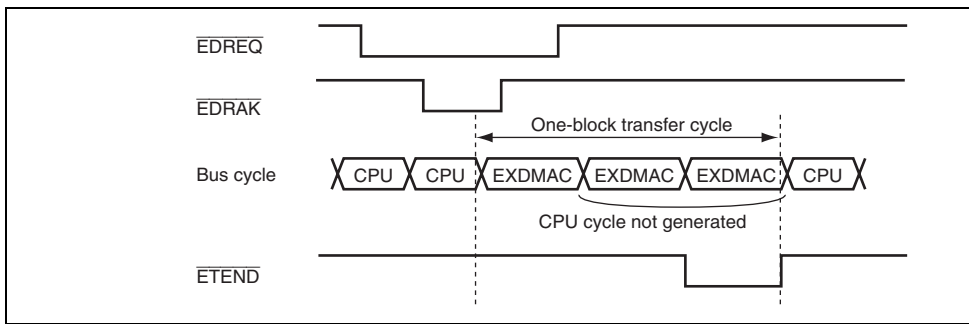 EDREQ
EDRAK
One-block transfer cycle
Bus cycle
CPU CPU EXDMAC EXDMAC EXDMAC CPU
CPU cycle not generated
ETEND